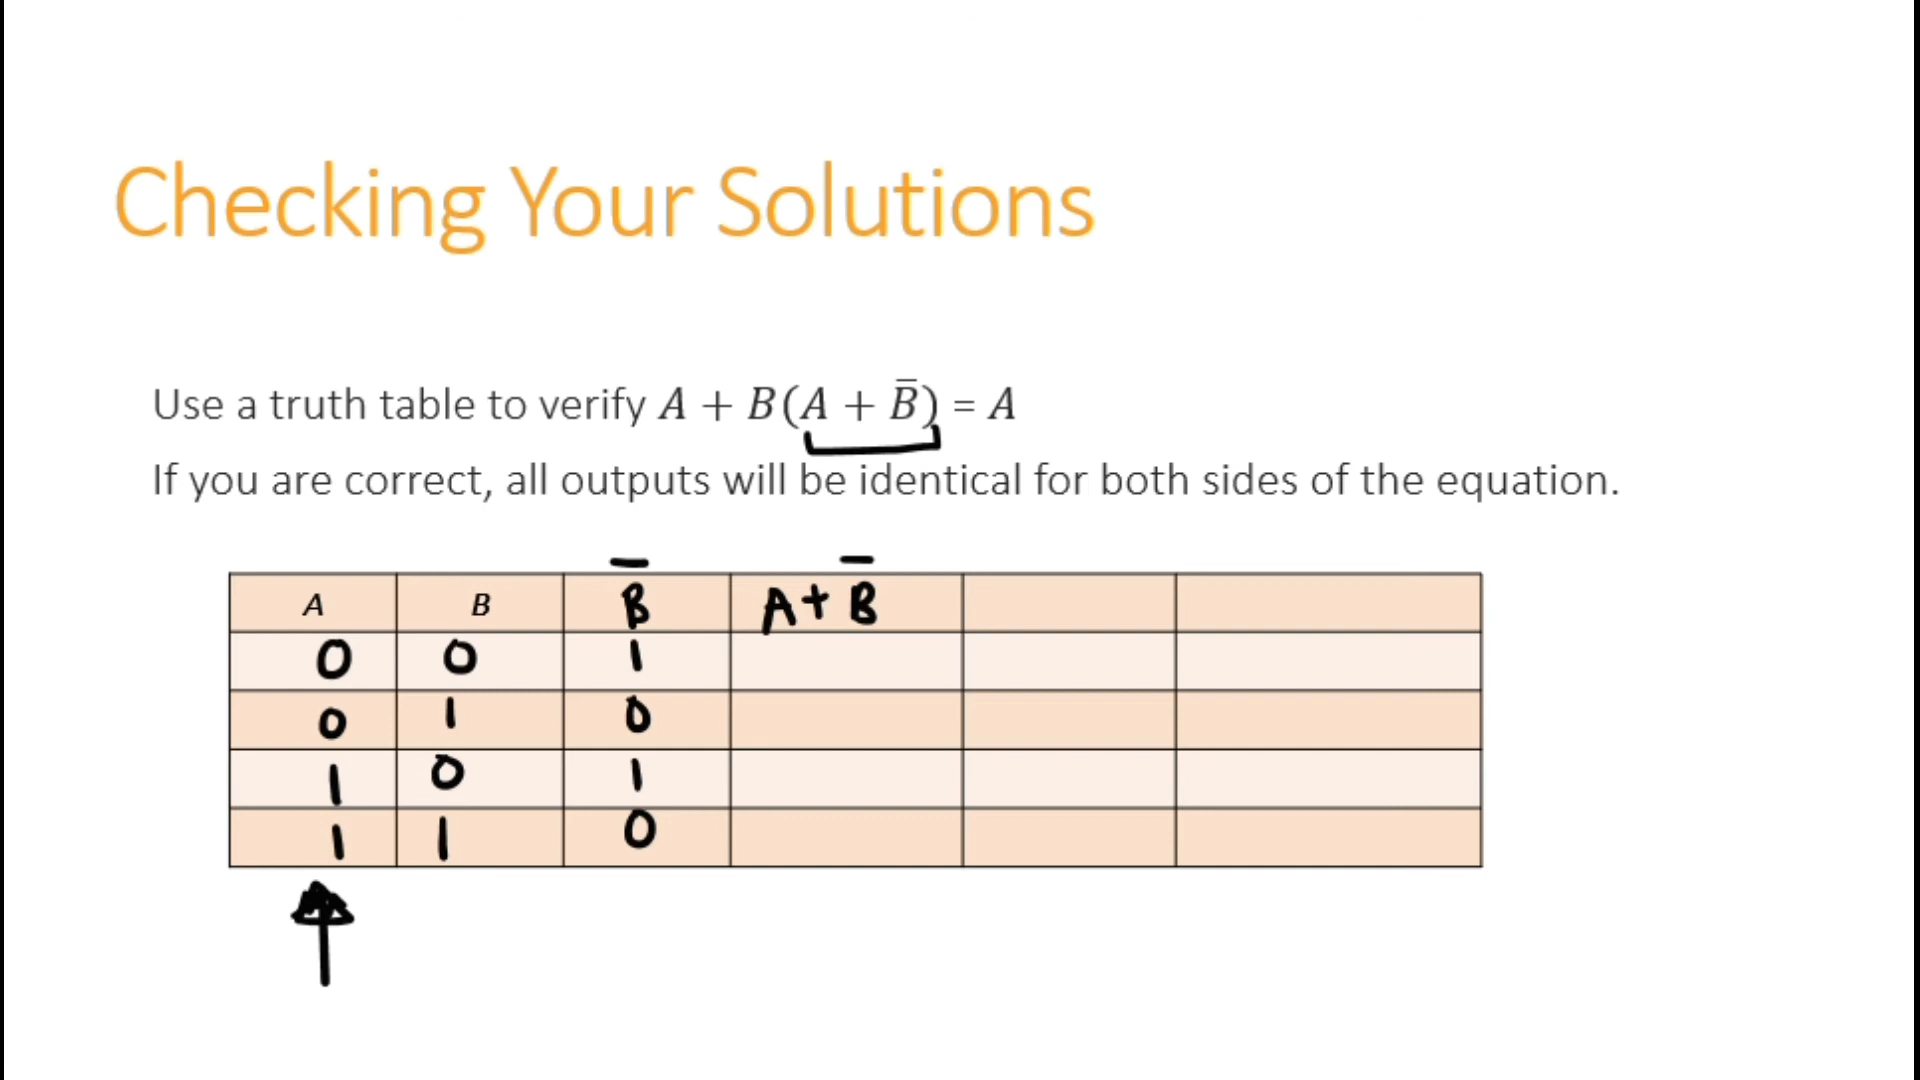 Checking Your Solutions
Use a truth table to verify A + B(A + B̅) = A
If you are correct, all outputs will be identical for both sides of the equation.
A B B̅ A+ B̅
0 0 1
0 1 0
1 0 1
1 1 0